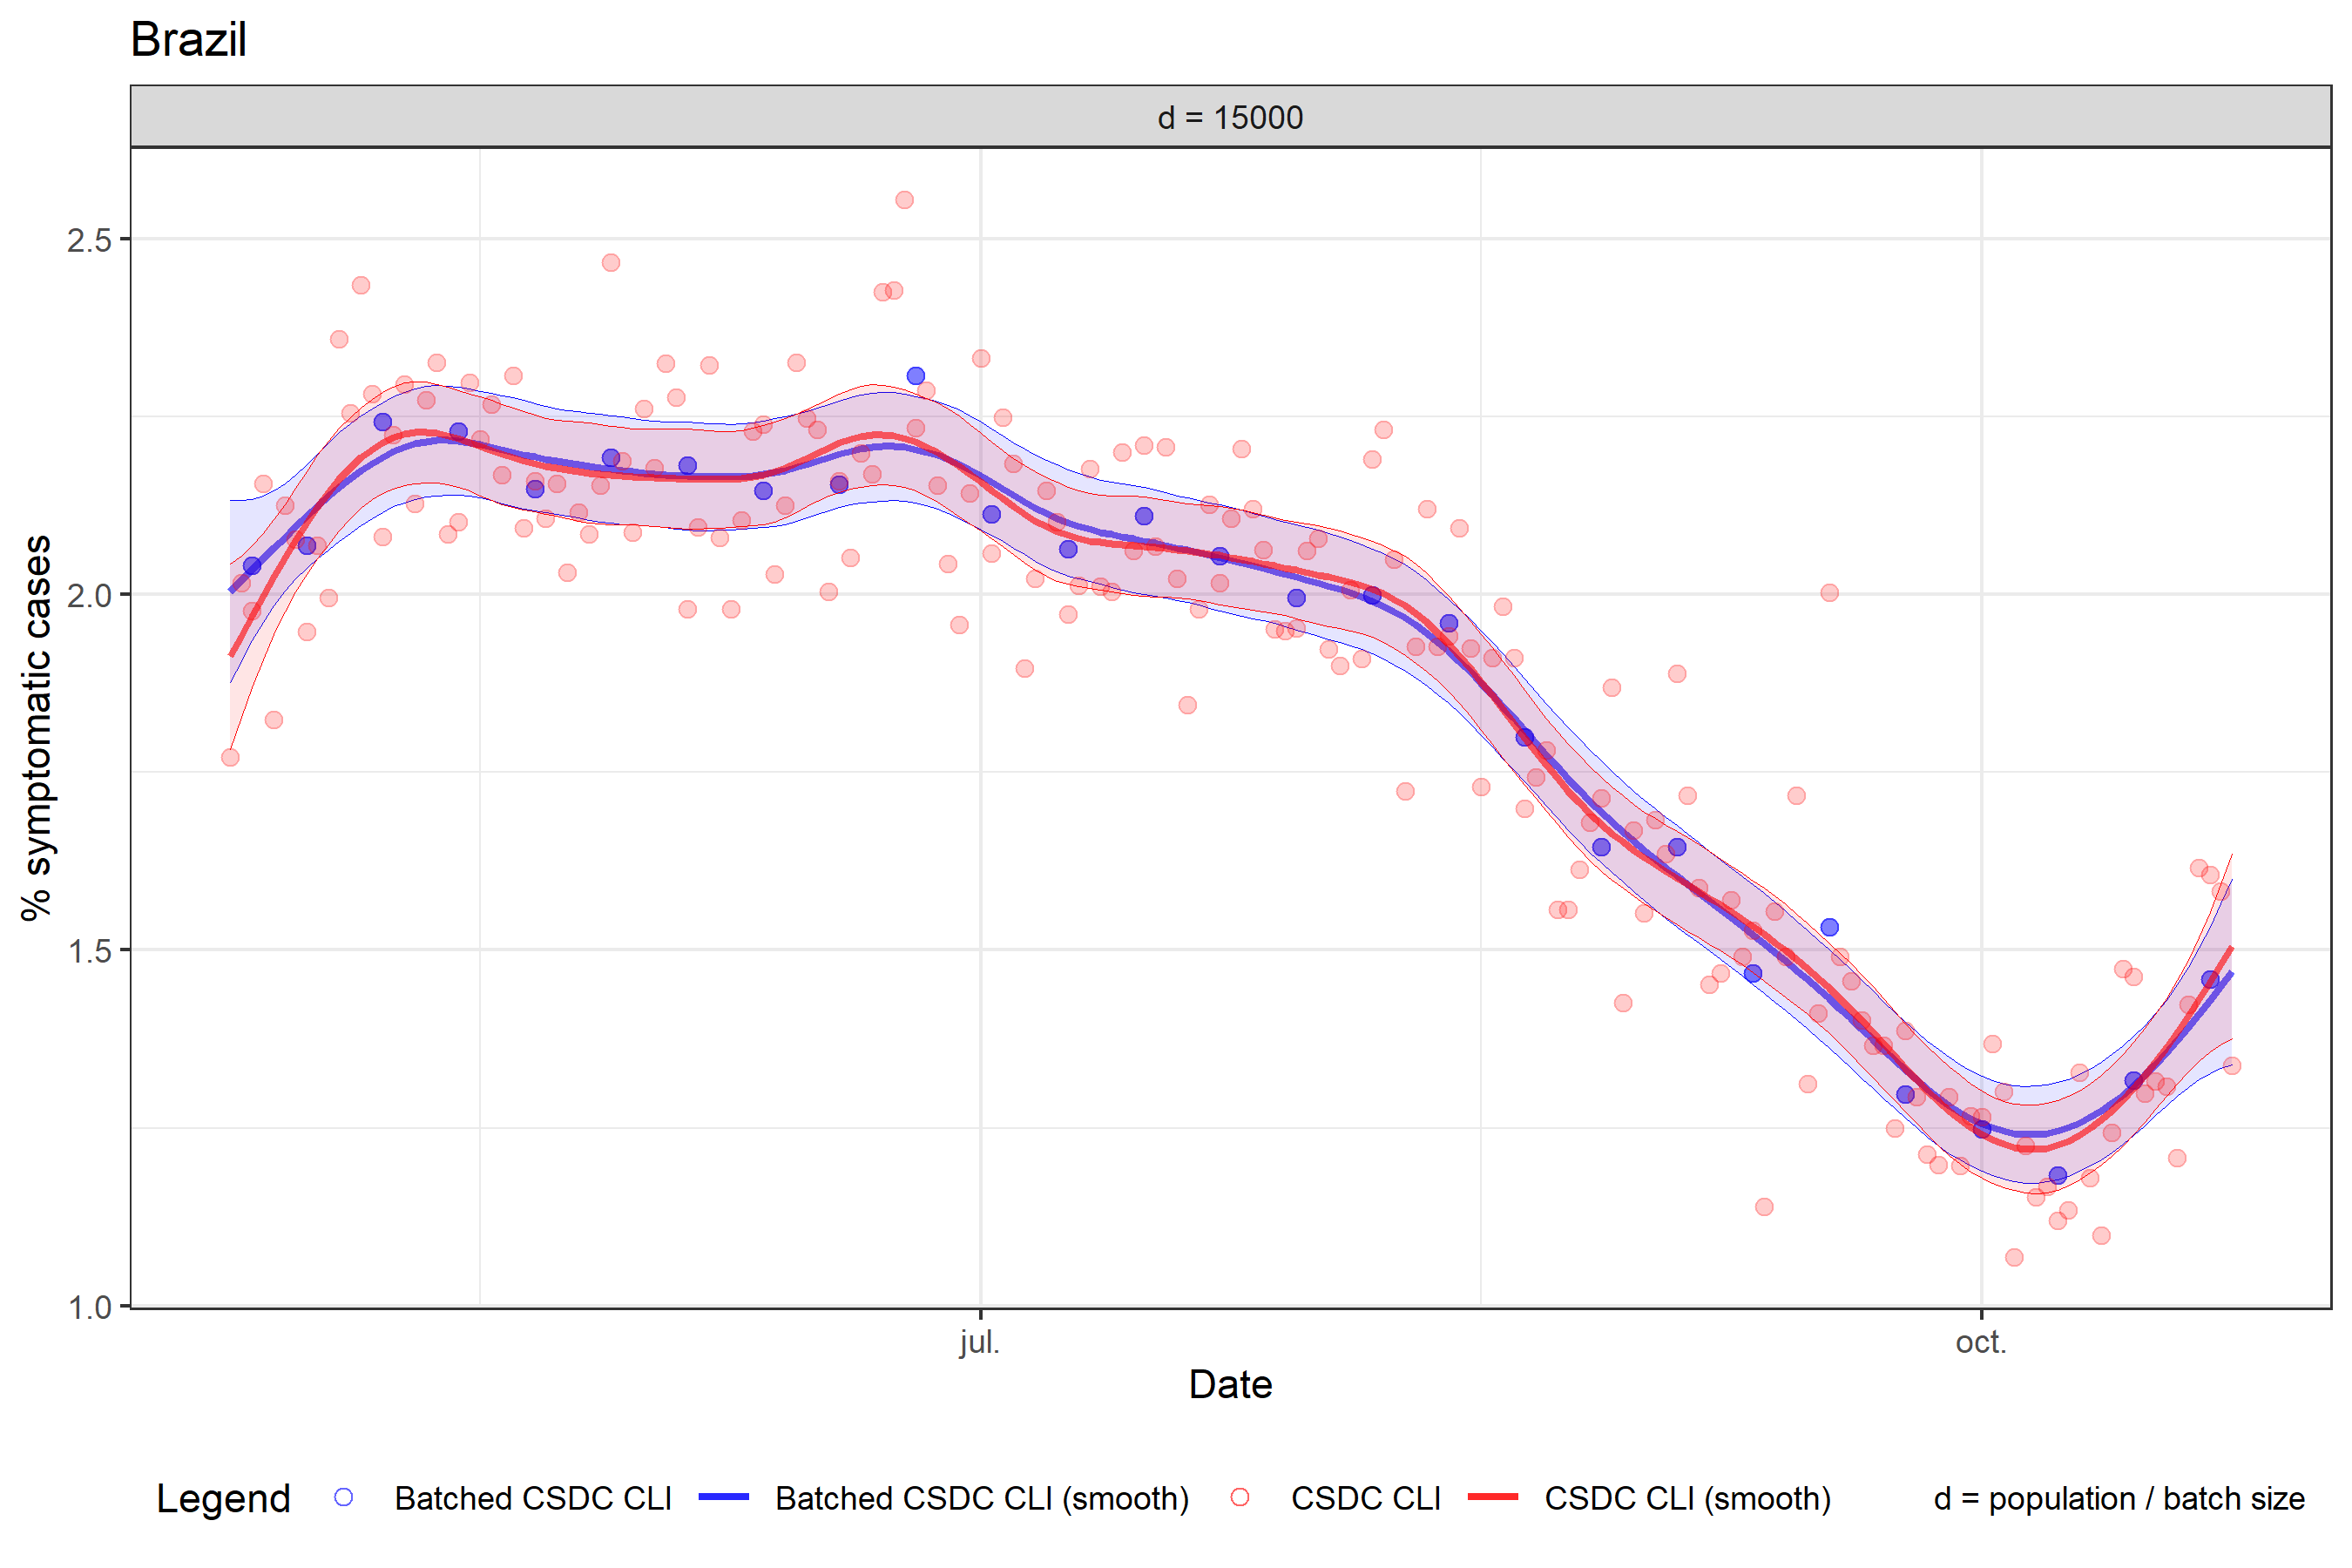 Brazil
d = 15000
% symptomatic cases
2.5
2.0
1.5
1.0
jul.
oct.
Date
Legend
Batched CSDC CLI
Batched CSDC CLI (smooth)
CSDC CLI
CSDC CLI (smooth)
d = population / batch size